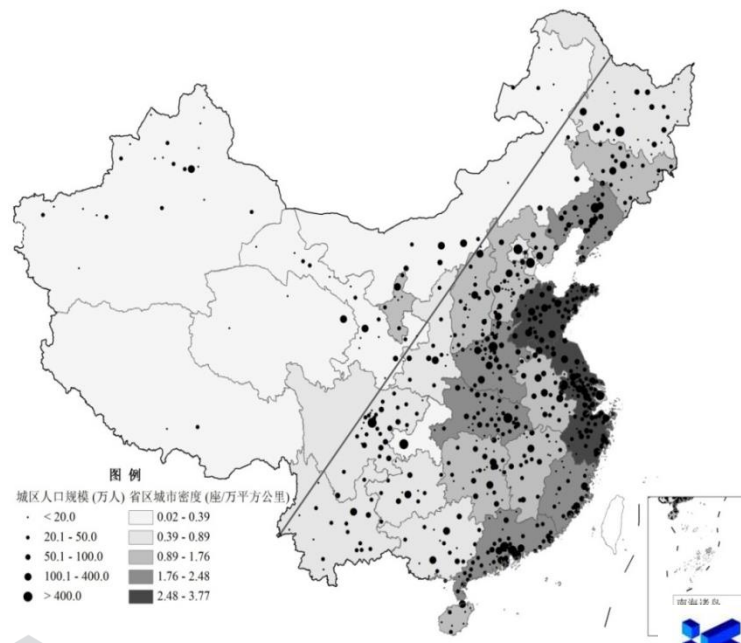 图 例
城区人口规模 (万人) 省区城市密度 (座/万平方公里)
< 20.0 0.02 - 0.39
20.1 - 50.0 0.39 - 0.89
50.1 - 100.0 0.89 - 1.76
100.1 - 400.0 1.76 - 2.48
> 400.0 2.48 - 3.77
南海诸岛